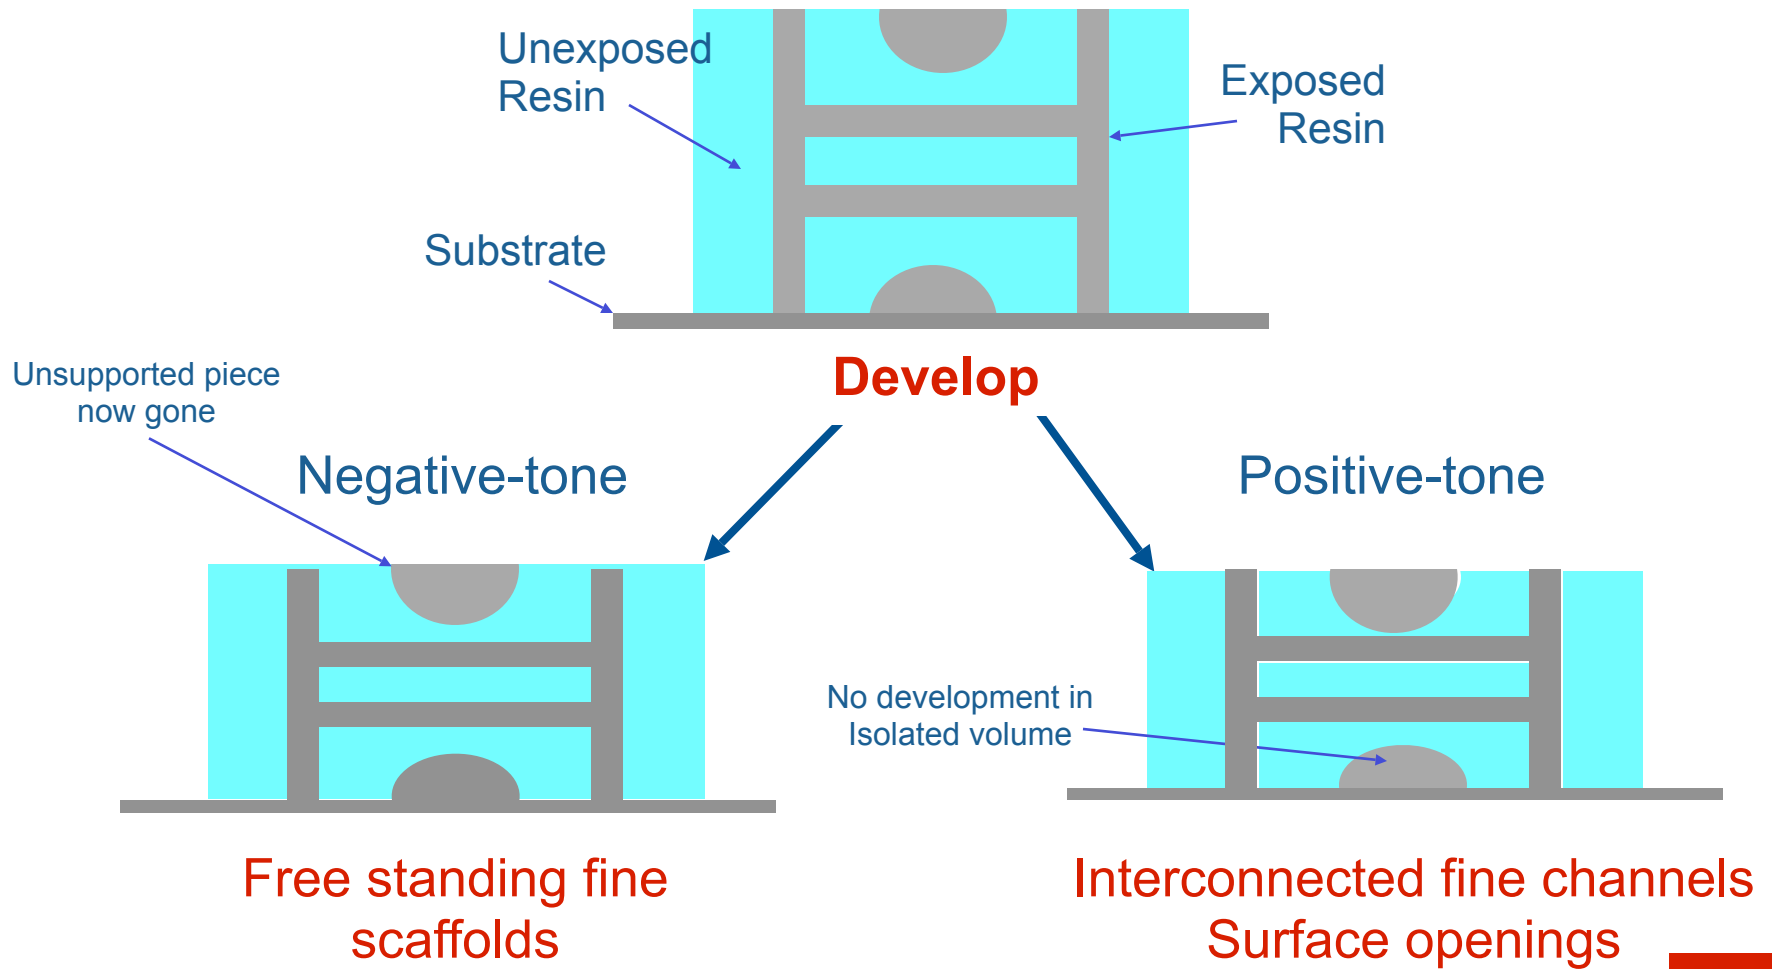 Unexposed
Resin
Exposed
Resin
Substrate
Develop
Unsupported piece
now gone
Negative-tone
Positive-tone
No development in
Isolated volume
Free standing fine
scaffolds
Interconnected fine channels
Surface openings